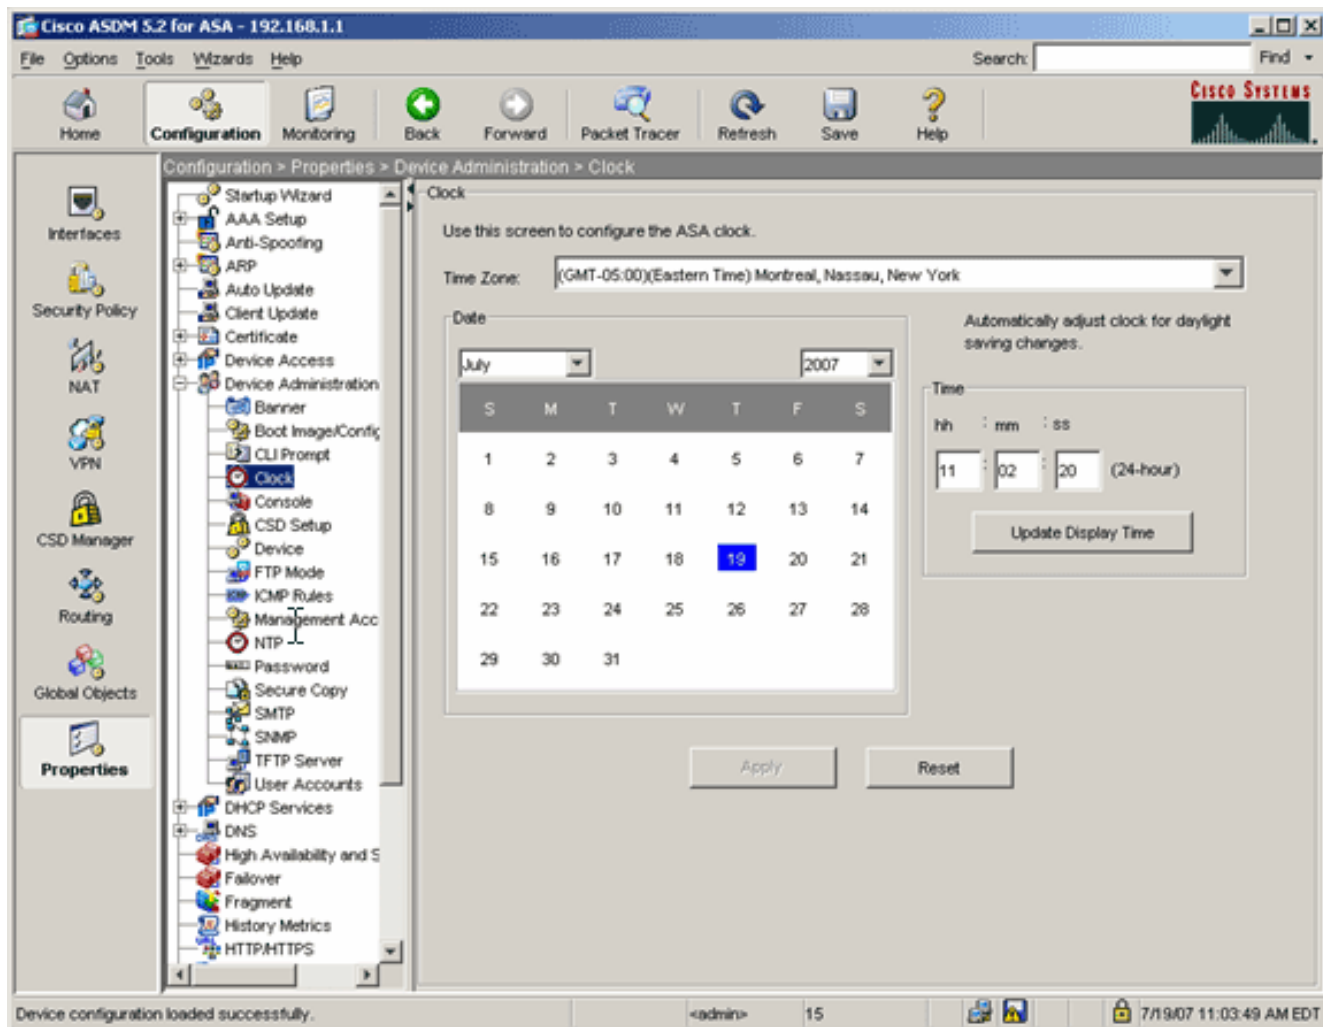 Cisco ASDM 5.2 for ASA - 192.168.1.1
File Options Tools Wizards Help Search: Find
Home Configuration Monitoring Back Forward Packet Tracer Refresh Save Help CISCO SYSTEMS
Configuration > Properties > Device Administration > Clock
Interfaces
Security Policy
NAT
VPN
CSD Manager
Routing
Global Objects
Properties
Startup Wizard
AAA Setup
Anti-Spoofing
ARP
Auto Update
Client Update
Certificate
Device Access
Device Administration
Banner
Boot Image/Config
CLI Prompt
Clock
Console
CSD Setup
Device
FTP Mode
ICMP Rules
Management Acc
NTP
Password
Secure Copy
SMTP
SNMP
TFTP Server
User Accounts
DHCP Services
DNS
High Availability and S
Failover
Fragment
History Metrics
HTTP/HTTPS
Clock
Use this screen to configure the ASA clock.
Time Zone: (GMT-05:00)(Eastern Time) Montreal, Nassau, New York
Date
July 2007
S M T W T F S
1 2 3 4 5 6 7
8 9 10 11 12 13 14
15 16 17 18 19 20 21
22 23 24 25 26 27 28
29 30 31
Automatically adjust clock for daylight
saving changes.
Time
hh : mm : ss
11 : 02 : 20 (24-hour)
Update Display Time
Apply Reset
Device configuration loaded successfully. <admin> 15 7/19/07 11:03:49 AM EDT